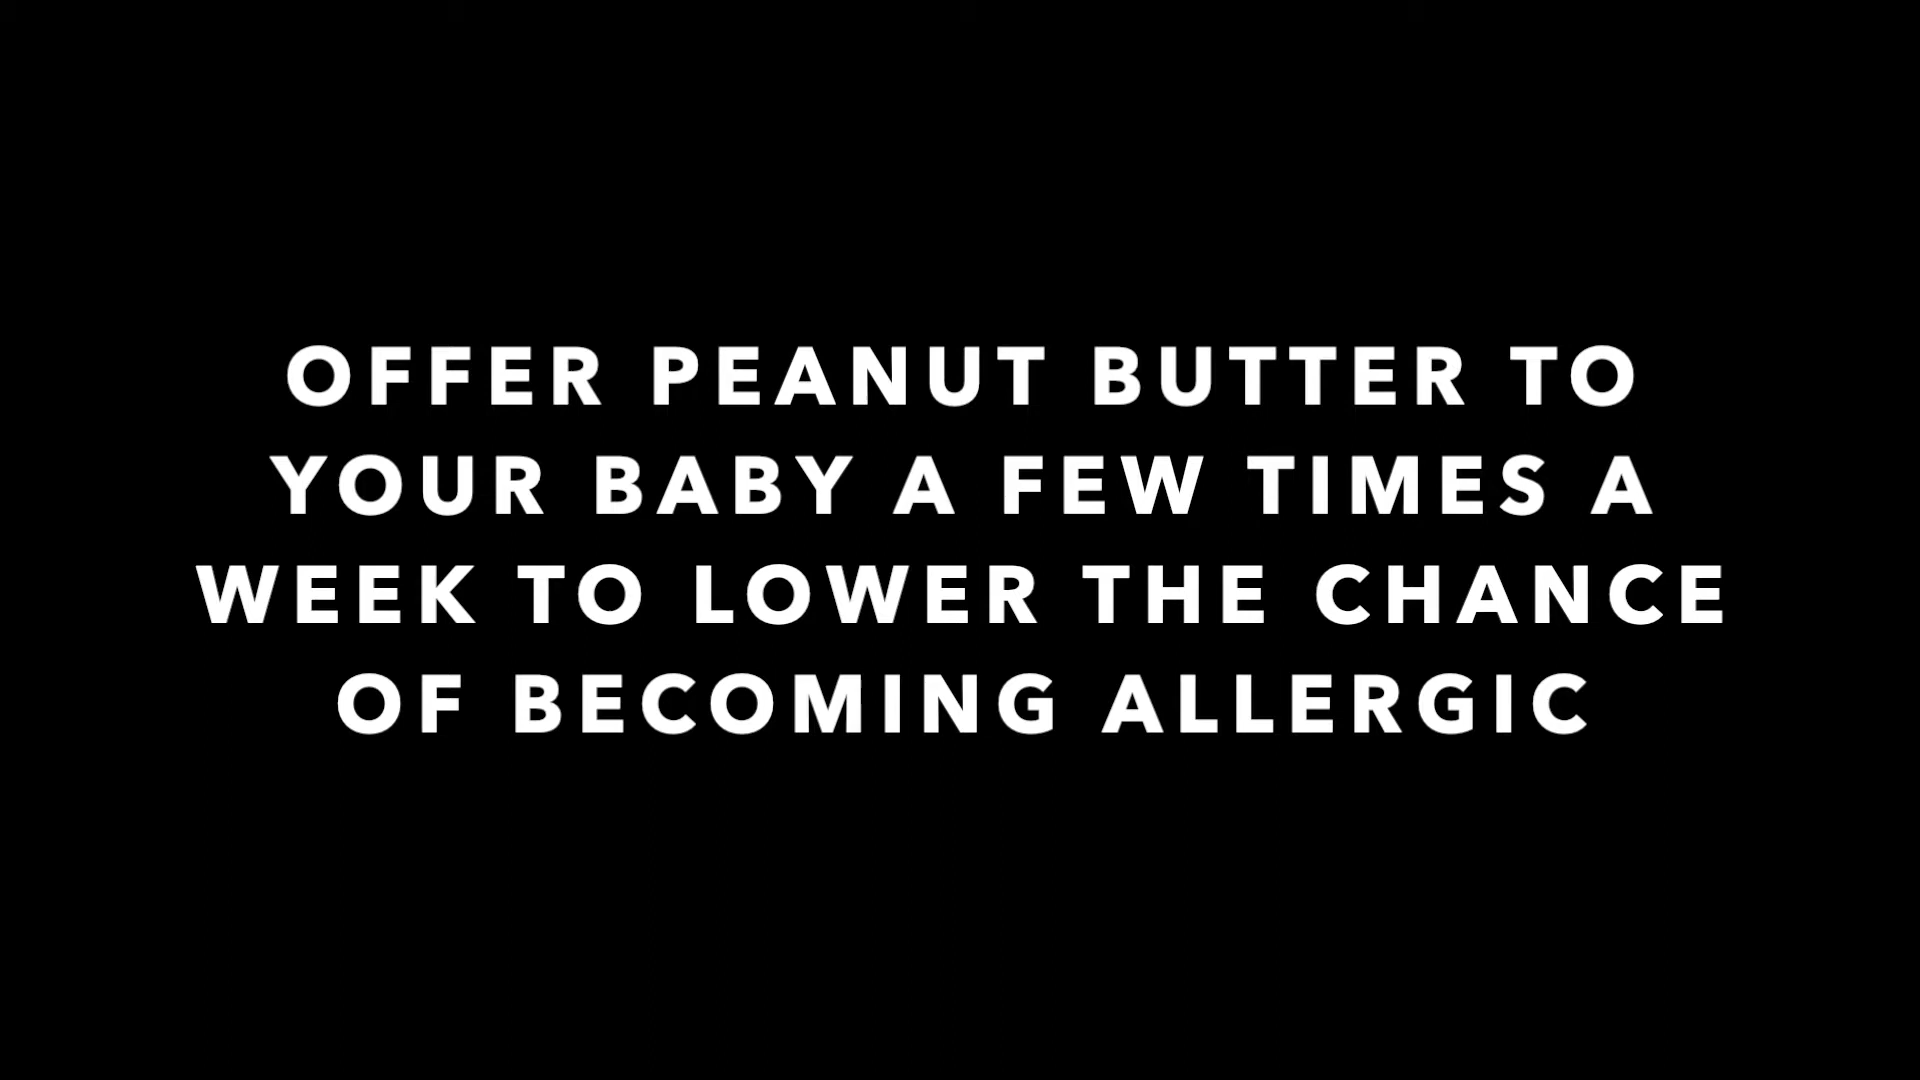 OFFER PEANUT BUTTER TO
YOUR BABY A FEW TIMES A
WEEK TO LOWER THE CHANCE
OF BECOMING ALLERGIC